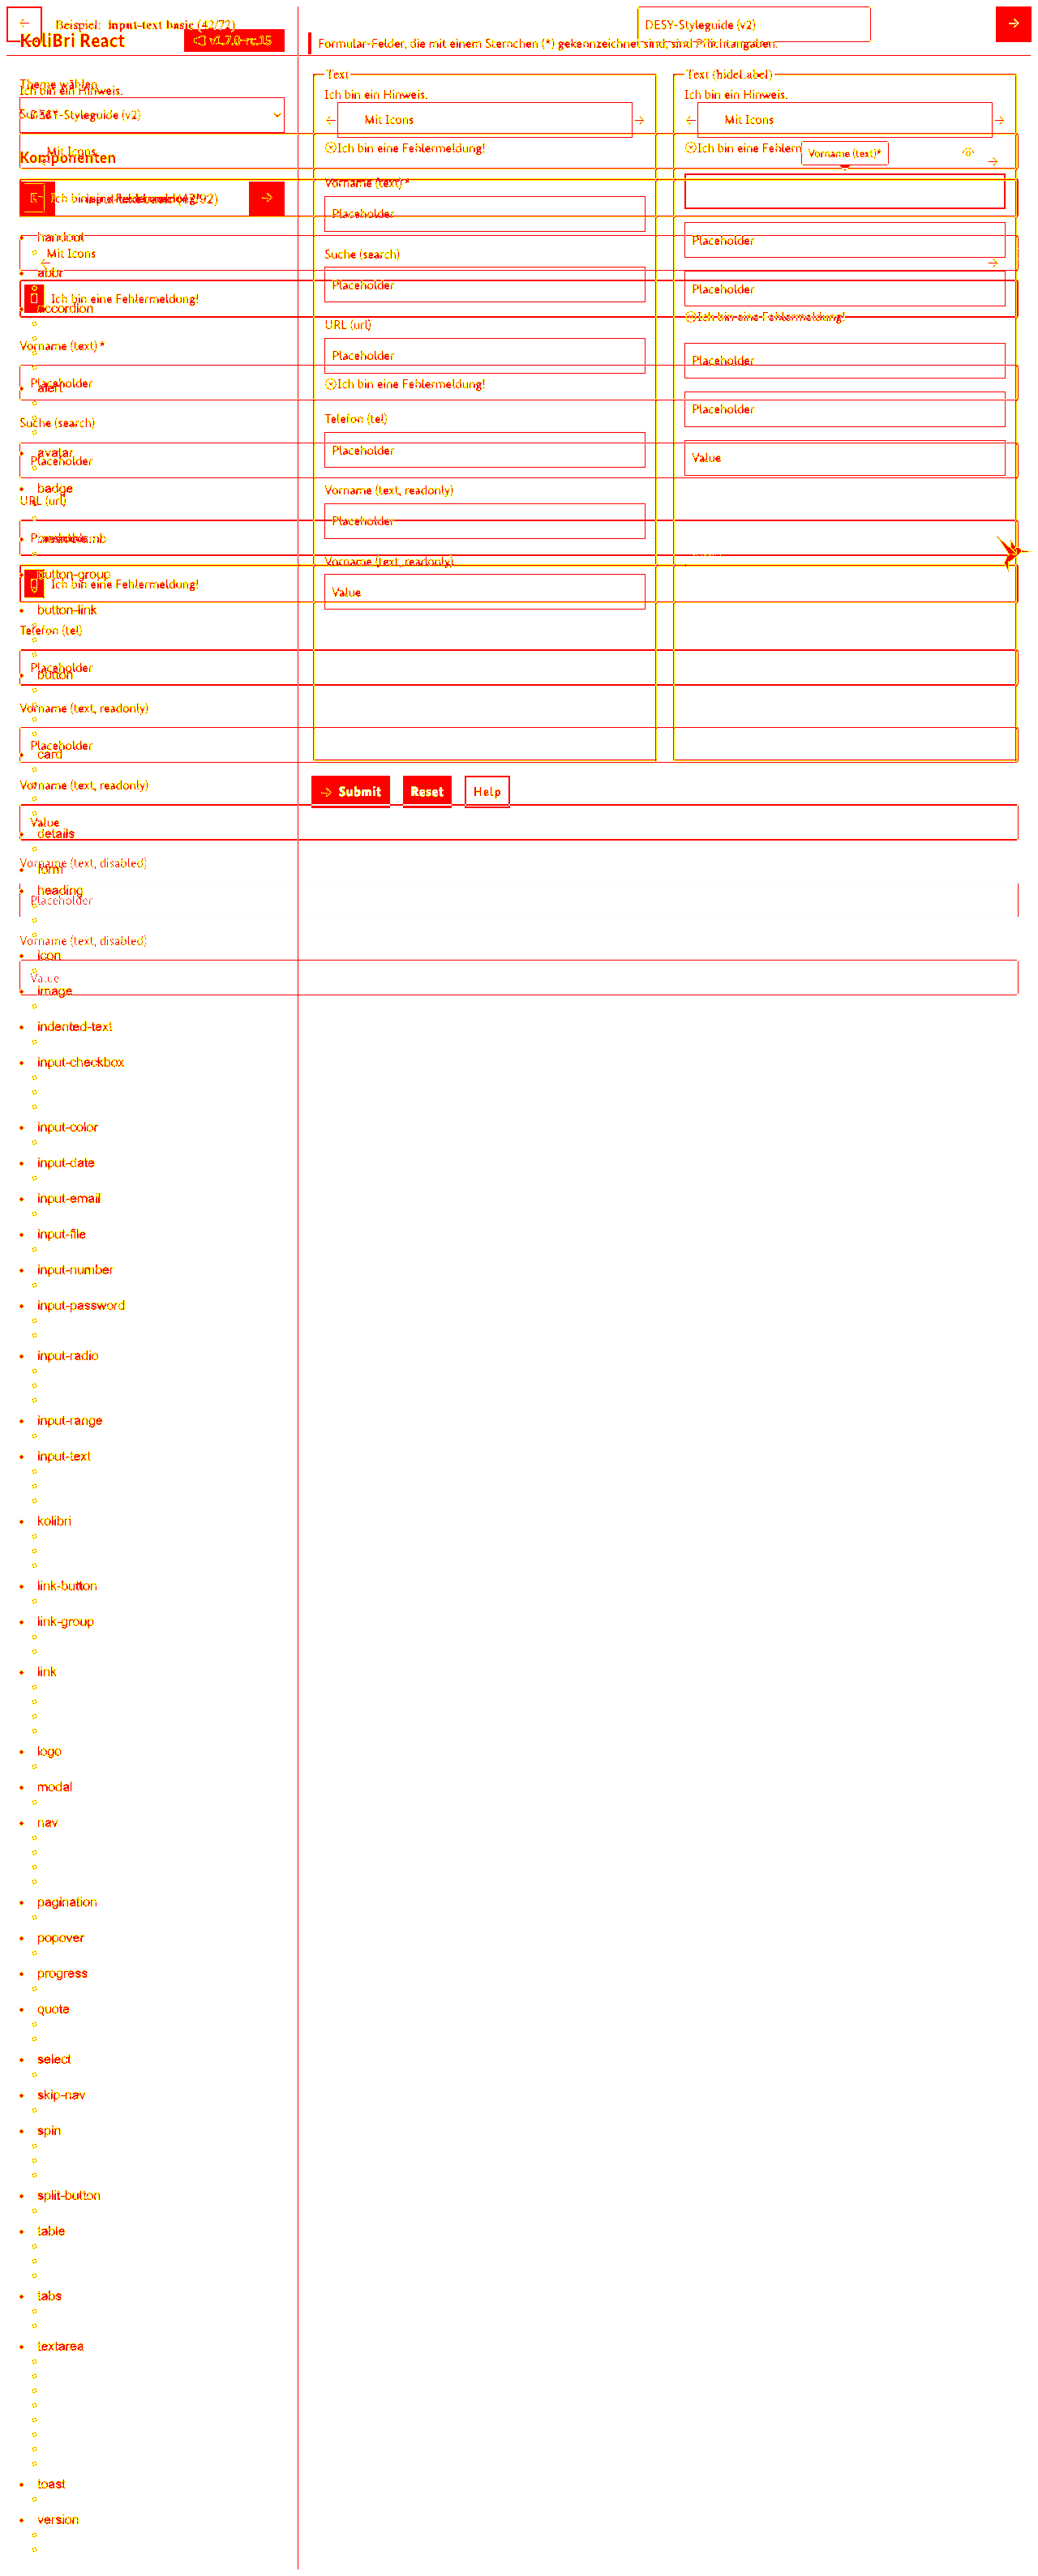 Beispiel: input-text basic (42/72)
DESY-Styleguide (v2)
KoliBri React
v1.7.0-rc.15
Formular-Felder, die mit einem Sternchen (*) gekennzeichnet sind, sind Pflichtangaben.
Theme wählen
Ich bin ein Hinweis.
DESY-Styleguide (v2)
Mit Icons
Komponenten
Ich bin eine Fehlermeldung!
handout
Mit Icons
abbr
Ich bin eine Fehlermeldung!
accordion
Vorname (text) *
Placeholder
alert
Suche (search)
avatar
Placeholder
badge
URL (url)
button-group
Ich bin eine Fehlermeldung!
button-link
Telefon (tel)
Placeholder
button
Vorname (text, readonly)
Placeholder
card
Vorname (text, readonly)
Value
details
Vorname (text, disabled)
form
heading
Placeholder
Vorname (text, disabled)
icon
Value
image
indented-text
input-checkbox
input-color
input-date
input-email
input-file
input-number
input-password
input-radio
input-range
input-text
kolibri
link-button
link-group
link
logo
modal
nav
pagination
popover
progress
quote
select
skip-nav
spin
split-button
table
tabs
textarea
toast
version
Text
Ich bin ein Hinweis.
Mit Icons
Ich bin eine Fehlermeldung!
Vorname (text) *
Placeholder
Suche (search)
Placeholder
URL (url)
Placeholder
Ich bin eine Fehlermeldung!
Telefon (tel)
Placeholder
Vorname (text, readonly)
Placeholder
Vorname (text, readonly)
Value
Text (hideLabel)
Ich bin ein Hinweis.
Mit Icons
Ich bin eine
Vorname (text)*
Placeholder
Placeholder
Ich bin eine Fehlermeldung!
Placeholder
Placeholder
Value
Submit
Reset
Help